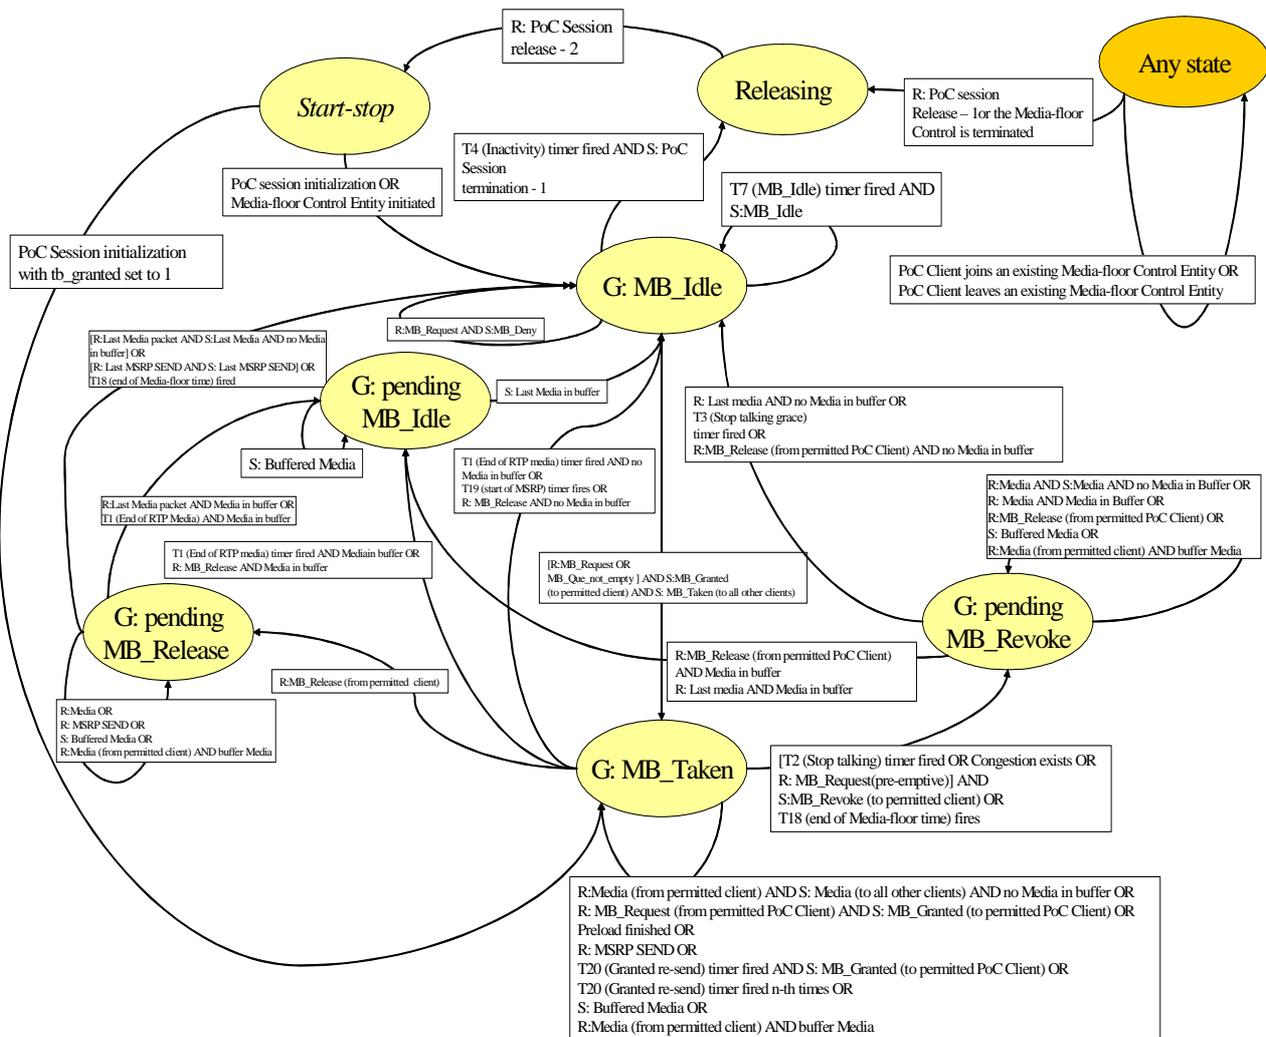 R: PoC Session
release - 2
Any state
Releasing
Start-stop
R: PoC session
Release – 1or the Media-floor
Control is terminated
T4 (Inactivity) timer fired AND S: PoC
Session
termination - 1
PoC session initialization OR
Media-floor Control Entity initiated
T7 (MB_Idle) timer fired AND
S:MB_Idle
PoC Session initialization
with tb_granted set to 1
PoC Client joins an existing Media-floor Control Entity OR
PoC Client leaves an existing Media-floor Control Entity
G: MB_Idle
R:MB_Request AND S:MB_Deny
[R:Last Media packet AND S:Last Media AND no Media
in buffer] OR
[R: Last MSRP SEND AND S: Last MSRP SEND] OR
T18 (end of Media-floor time) fired
G: pending
MB_Idle
S: Last Media in buffer
R: Last media AND no Media in buffer OR
T3 (Stop talking grace)
timer fired OR
R:MB_Release (from permitted PoC Client) AND no Media in buffer
S: Buffered Media
T1 (End of RTP media) timer fired AND no
Media in buffer OR
T19 (start of MSRP) timer fires OR
R: MB_Release AND no Media in buffer
R:Media AND S:Media AND no Media in Buffer OR
R: Media AND Media in Buffer OR
R:MB_Release (from permitted PoC Client) OR
S: Buffered Media OR
R:Media (from permitted client) AND buffer Media
R:Last Media packet AND Media in buffer OR
T1 (End of RTP Media) AND Media in buffer
T1 (End of RTP media) timer fired AND Mediain buffer OR
R: MB_Release AND Media in buffer
[R:MB_Request OR
MB_Que_not_empty ] AND S:MB_Granted
(to permitted client) AND S: MB_Taken (to all other clients)
G: pending
MB_Release
G: pending
MB_Revoke
R:MB_Release (from permitted PoC Client)
AND Media in buffer
R: Last media AND Media in buffer
R:MB_Release (from permitted client)
R:Media OR
R: MSRP SEND OR
S: Buffered Media OR
R:Media (from permitted client) AND buffer Media
G: MB_Taken
[T2 (Stop talking) timer fired OR Congestion exists OR
R: MB_Request(pre-emptive)] AND
S:MB_Revoke (to permitted client) OR
T18 (end of Media-floor time) fires
R:Media (from permitted client) AND S: Media (to all other clients) AND no Media in buffer OR
R: MB_Request (from permitted PoC Client) AND S: MB_Granted (to permitted PoC Client) OR
Preload finished OR
R: MSRP SEND OR
T20 (Granted re-send) timer fired AND S: MB_Granted (to permitted PoC Client) OR
T20 (Granted re-send) timer fired n-th times OR
S: Buffered Media OR
R:Media (from permitted client) AND buffer Media